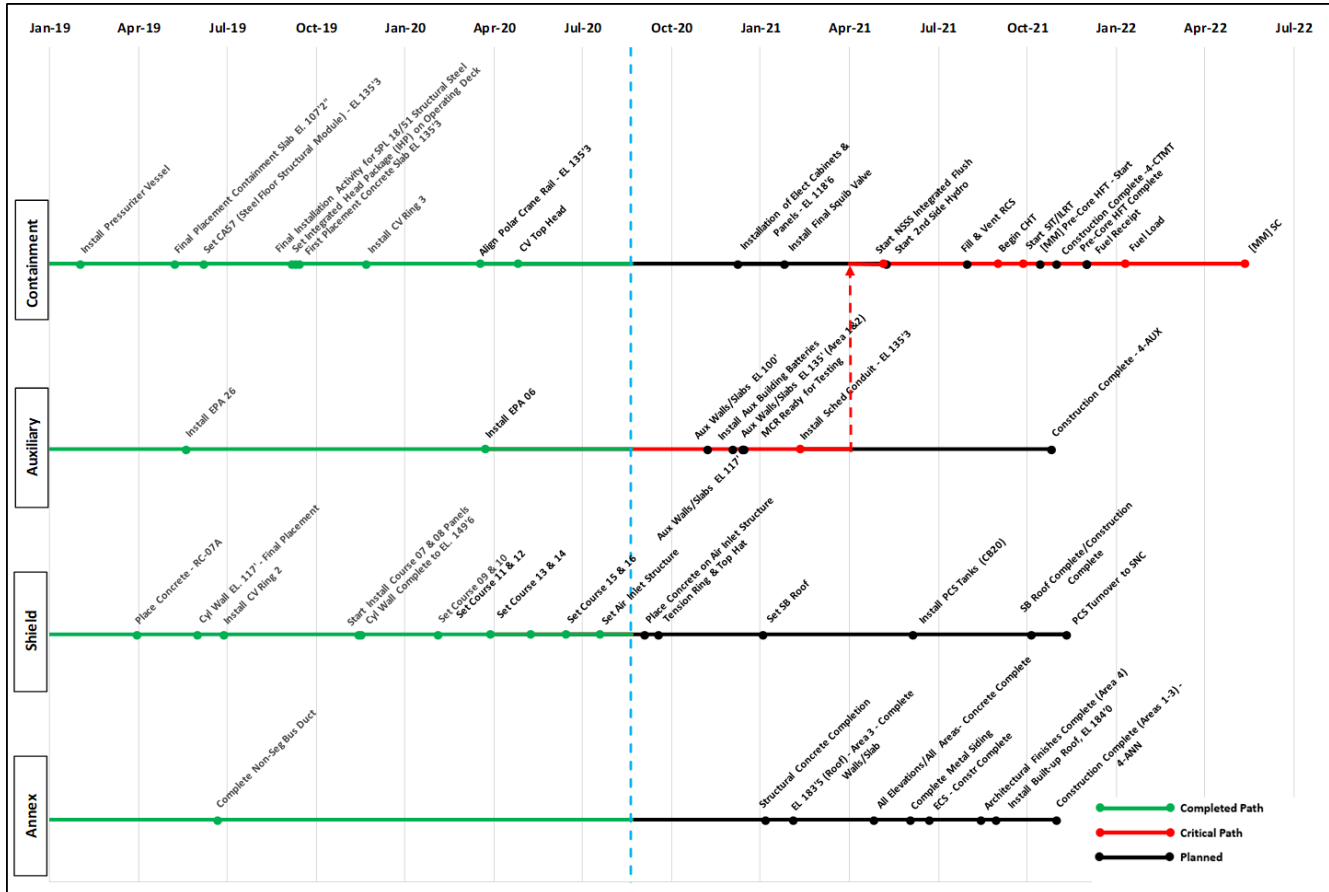 Jan-19 Apr-19 Jul-19 Oct-19 Jan-20 Apr-20 Jul-20 Oct-20 Jan-21 Apr-21 Jul-21 Oct-21 Jan-22 Apr-22 Jul-22
Containment
Install Pressurizer Vessel
Final Placement Containment Slab El. 107'2"
Set CA57 (Steel Floor Structural Module) - EL 135'3
Final Installation Activity for SPL 18/51 Structural Steel
Set Integrated Head Package (IHP) on Operating Deck
First Placement Concrete Slab EL 135'3
Install CV Ring 3
Align Polar Crane Rail - EL 135'3
CV Top Head
Installation of Elect Cabinets &
Panels - EL 118'6
Install Final Squib Valve
Start NSSS Integrated Flush
Start 2nd Side Hydro
Fill & Vent RCS
Begin CHT
Start SIT/ILRT
[MM] Pre-Core HFT - Start
Construction Complete -4-CTMT
Pre-Core HFT Complete
Fuel Receipt
Fuel Load
[MM] SC
Auxiliary
Install EPA 26
Install EPA 06
Aux Walls/Slabs EL 100'
Install Aux Building Batteries
Aux Walls/Slabs EL 117'
Aux Walls/Slabs EL 135' (Area 1&2)
MCR Ready for Testing
Install Sched Conduit - EL 135'3
Construction Complete - 4-AUX
Shield
Place Concrete - RC-07A
Cyl Wall EL. 117' - Final Placement
Install CV Ring 2
Start Install Course 07 & 08 Panels
Cyl Wall Complete to EL. 149'6
Set Course 09 & 10
Set Course 11 & 12
Set Course 13 & 14
Set Course 15 & 16
Set Air Inlet Structure
Place Concrete on Air Inlet Structure
Tension Ring & Top Hat
Set SB Roof
Install PCS Tanks (CB20)
SB Roof Complete/Construction
Complete
PCS Turnover to SNC
Annex
Complete Non-Seg Bus Duct
Structural Concrete Completion
EL 183'5 (Roof) - Area 3 - Complete
Walls/Slab
All Elevations/All Areas- Concrete Complete
Complete Metal Siding
ECS - Constr Complete
Architectural Finishes Complete (Area 4)
Install Built-up Roof, EL 184'0
Construction Complete (Areas 1-3) -
4-ANN
Completed Path
Critical Path
Planned